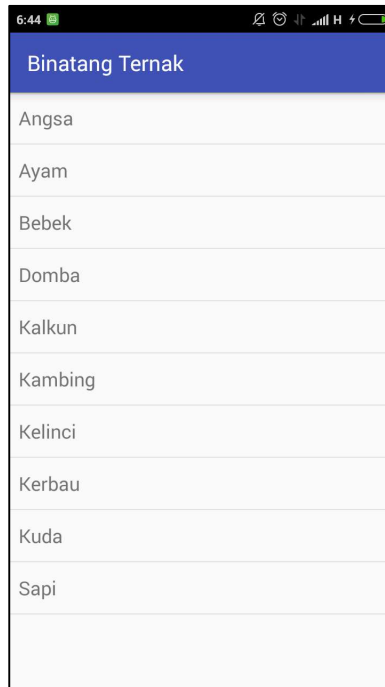 6:44 H
Binatang Ternak
Angsa
Ayam
Bebek
Domba
Kalkun
Kambing
Kelinci
Kerbau
Kuda
Sapi